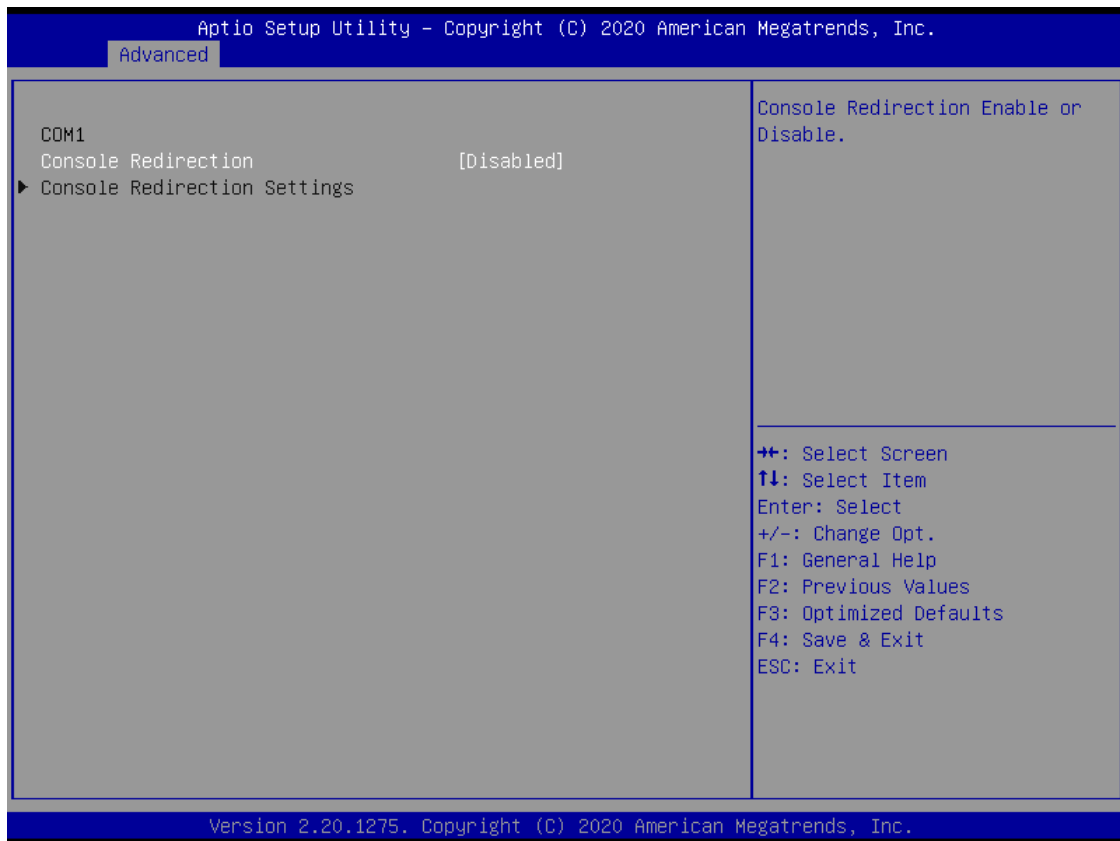 Aptio Setup Utility – Copyright (C) 2020 American Megatrends, Inc.
Advanced
COM1
Console Redirection [Disabled]
▶ Console Redirection Settings
Console Redirection Enable or
Disable.
→←: Select Screen
↑↓: Select Item
Enter: Select
+/-: Change Opt.
F1: General Help
F2: Previous Values
F3: Optimized Defaults
F4: Save & Exit
ESC: Exit
Version 2.20.1275. Copyright (C) 2020 American Megatrends, Inc.